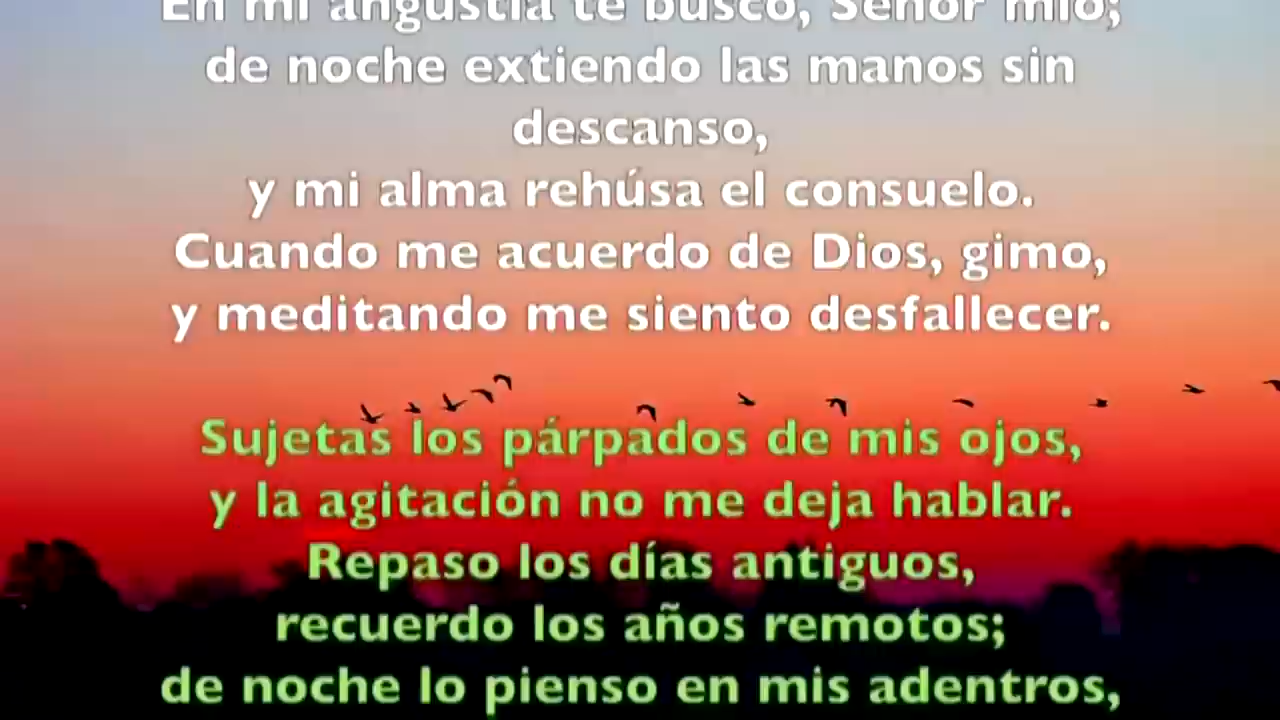 En mi angustia te busco, Señor mío;
de noche extiendo las manos sin
descanso,
y mi alma rehúsa el consuelo.
Cuando me acuerdo de Dios, gimo,
y meditando me siento desfallecer.
Sujetas los párpados de mis ojos,
y la agitación no me deja hablar.
Repaso los días antiguos,
recuerdo los años remotos;
de noche lo pienso en mis adentros,